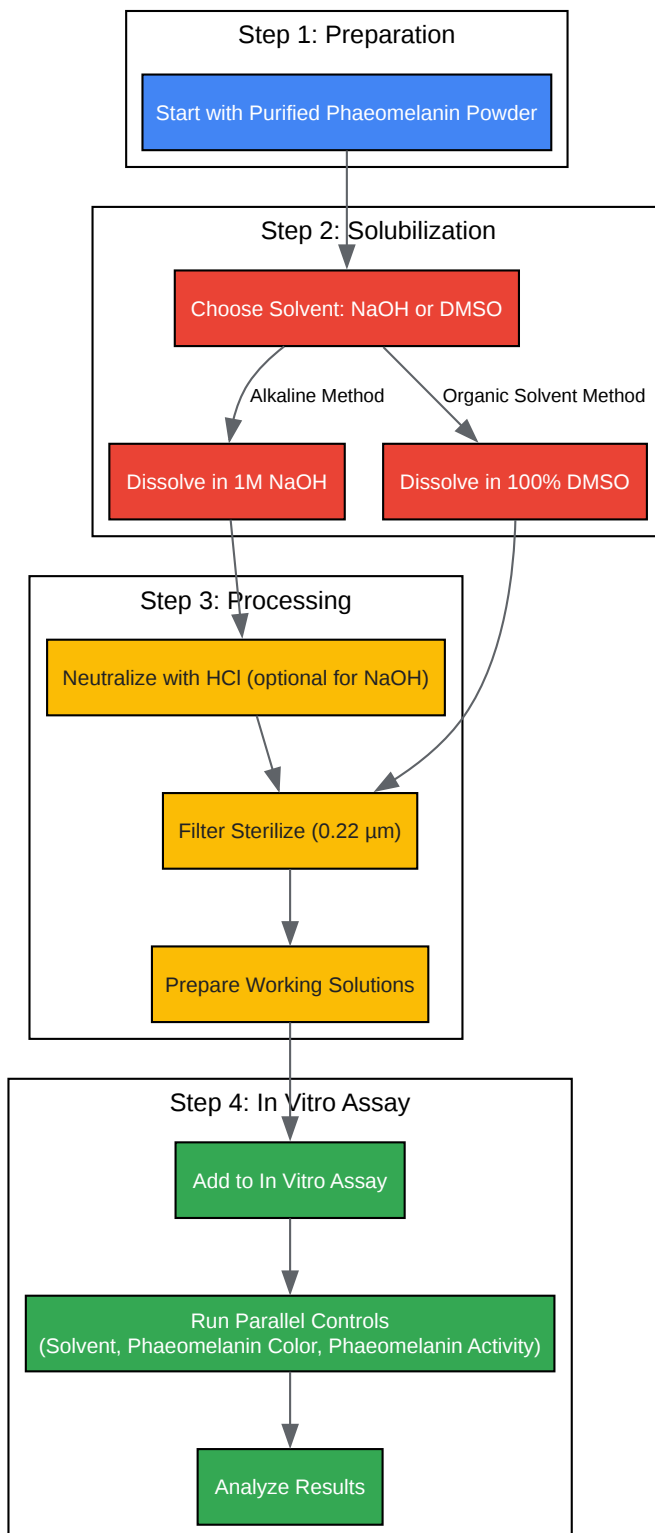 Step 1: Preparation
Start with Purified Phaeomelanin Powder
Step 2: Solubilization
Choose Solvent: NaOH or DMSO
Alkaline Method
Organic Solvent Method
Dissolve in 1M NaOH
Dissolve in 100% DMSO
Step 3: Processing
Neutralize with HCl (optional for NaOH)
Filter Sterilize (0.22 µm)
Prepare Working Solutions
Step 4: In Vitro Assay
Add to In Vitro Assay
Run Parallel Controls
(Solvent, Phaeomelanin Color, Phaeomelanin Activity)
Analyze Results